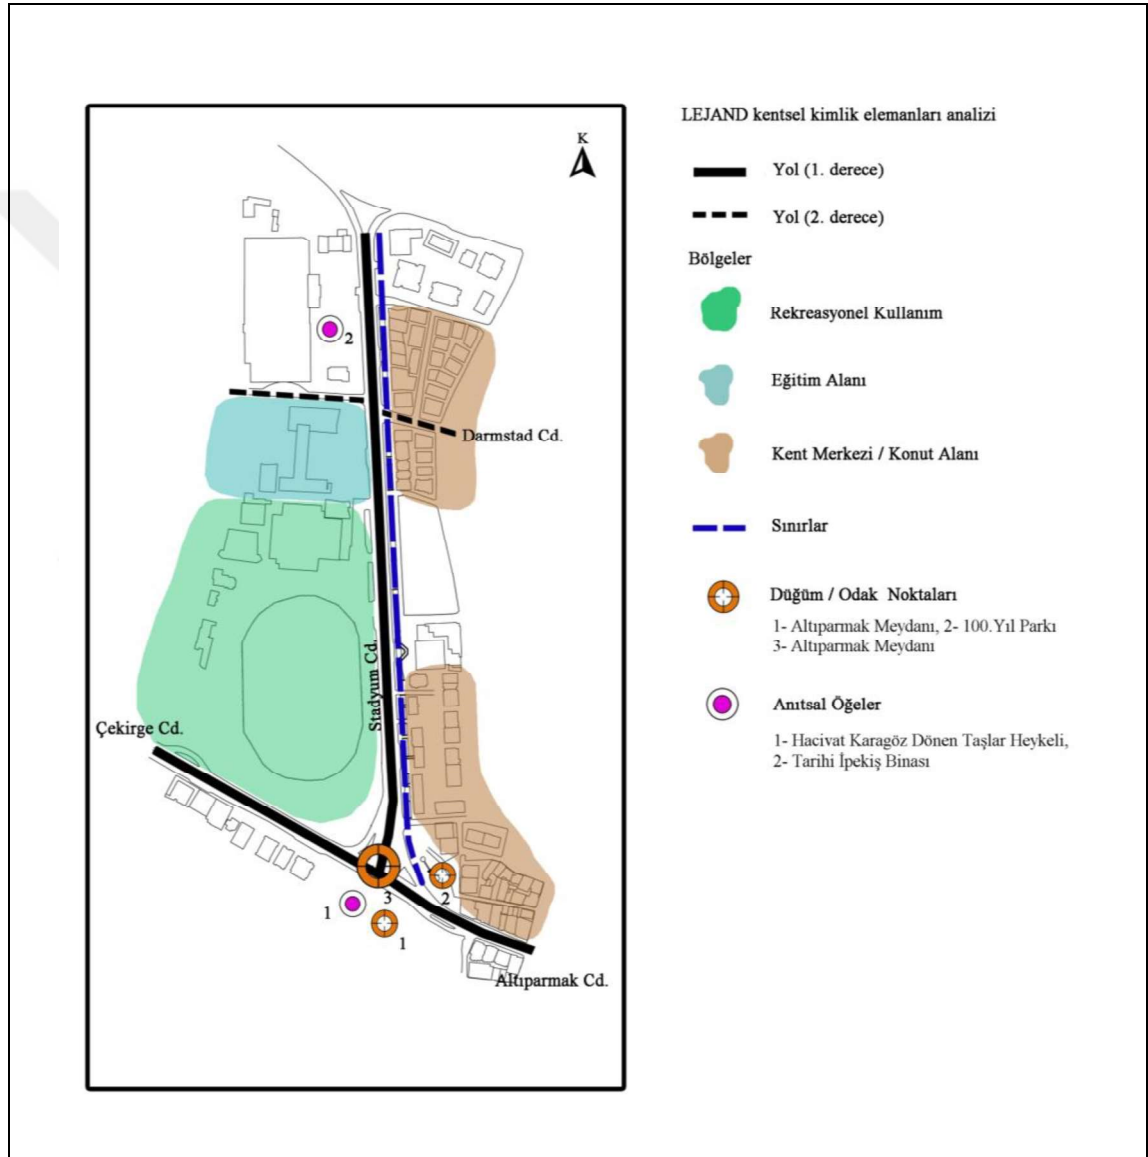 LEJAND kentsel kimlik elemanları analizi
Yol (1. derece)
Yol (2. derece)
Bölgeler
Rekreasyonel Kullanım
Eğitim Alanı
Kent Merkezi / Konut Alanı
Sınırlar
Düğüm / Odak Noktaları
1- Altıparmak Meydanı, 2- 100.Yıl Parkı
3- Altıparmak Meydanı
Anıtsal Öğeler
1- Hacivat Karagöz Dönen Taşlar Heykeli,
2- Tarihi İpekiş Binası
K
2
Darmstad Cd.
Stadyum Cd.
Çekirge Cd.
3
2
1
1
Altıparmak Cd.